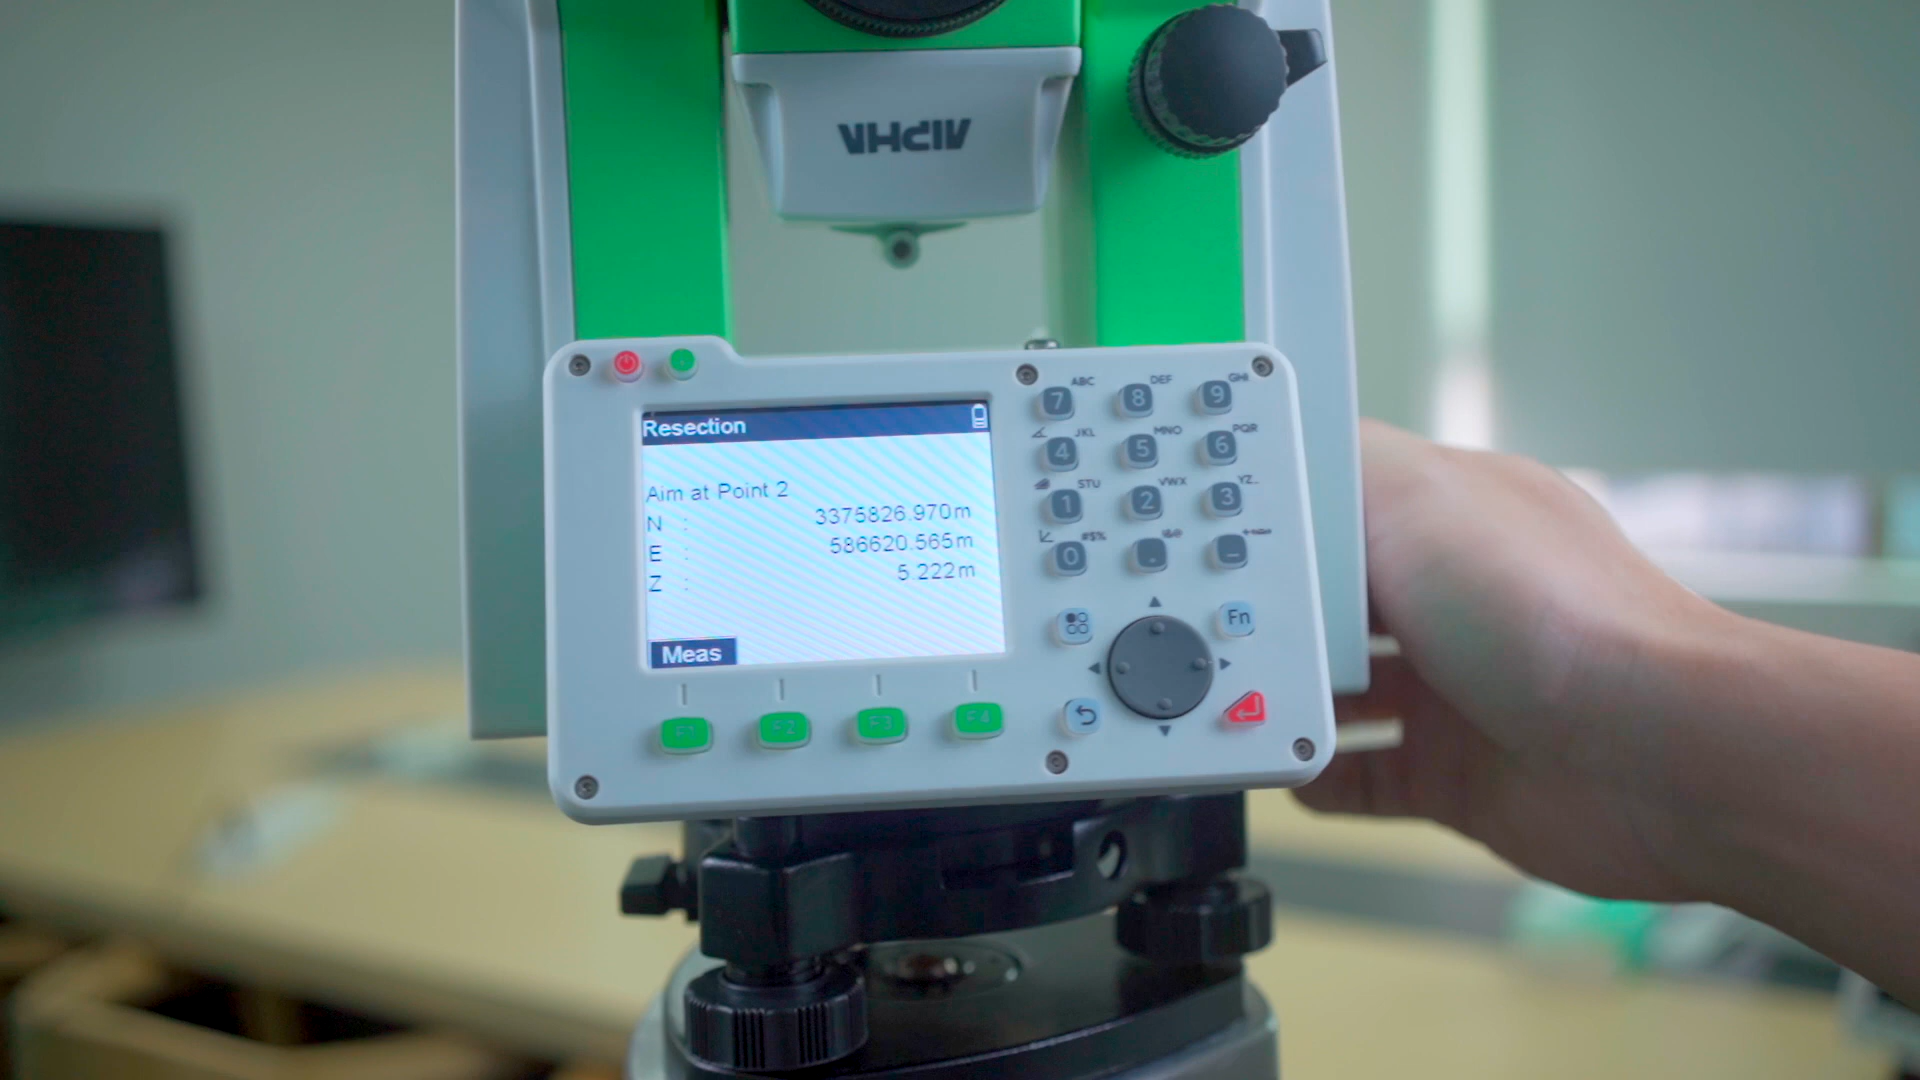 ALPHA
Resection
Aim at Point 2
N : 3375826.970m
E : 586620.565m
Z : 5.222m
Meas
F1 F2 F3 F4
7 ABC 8 DEF 9 GHI
4 JKL 5 MNO 6 PQR
1 STU 2 VWX 3 YZ..
0 #$% . _
Fn